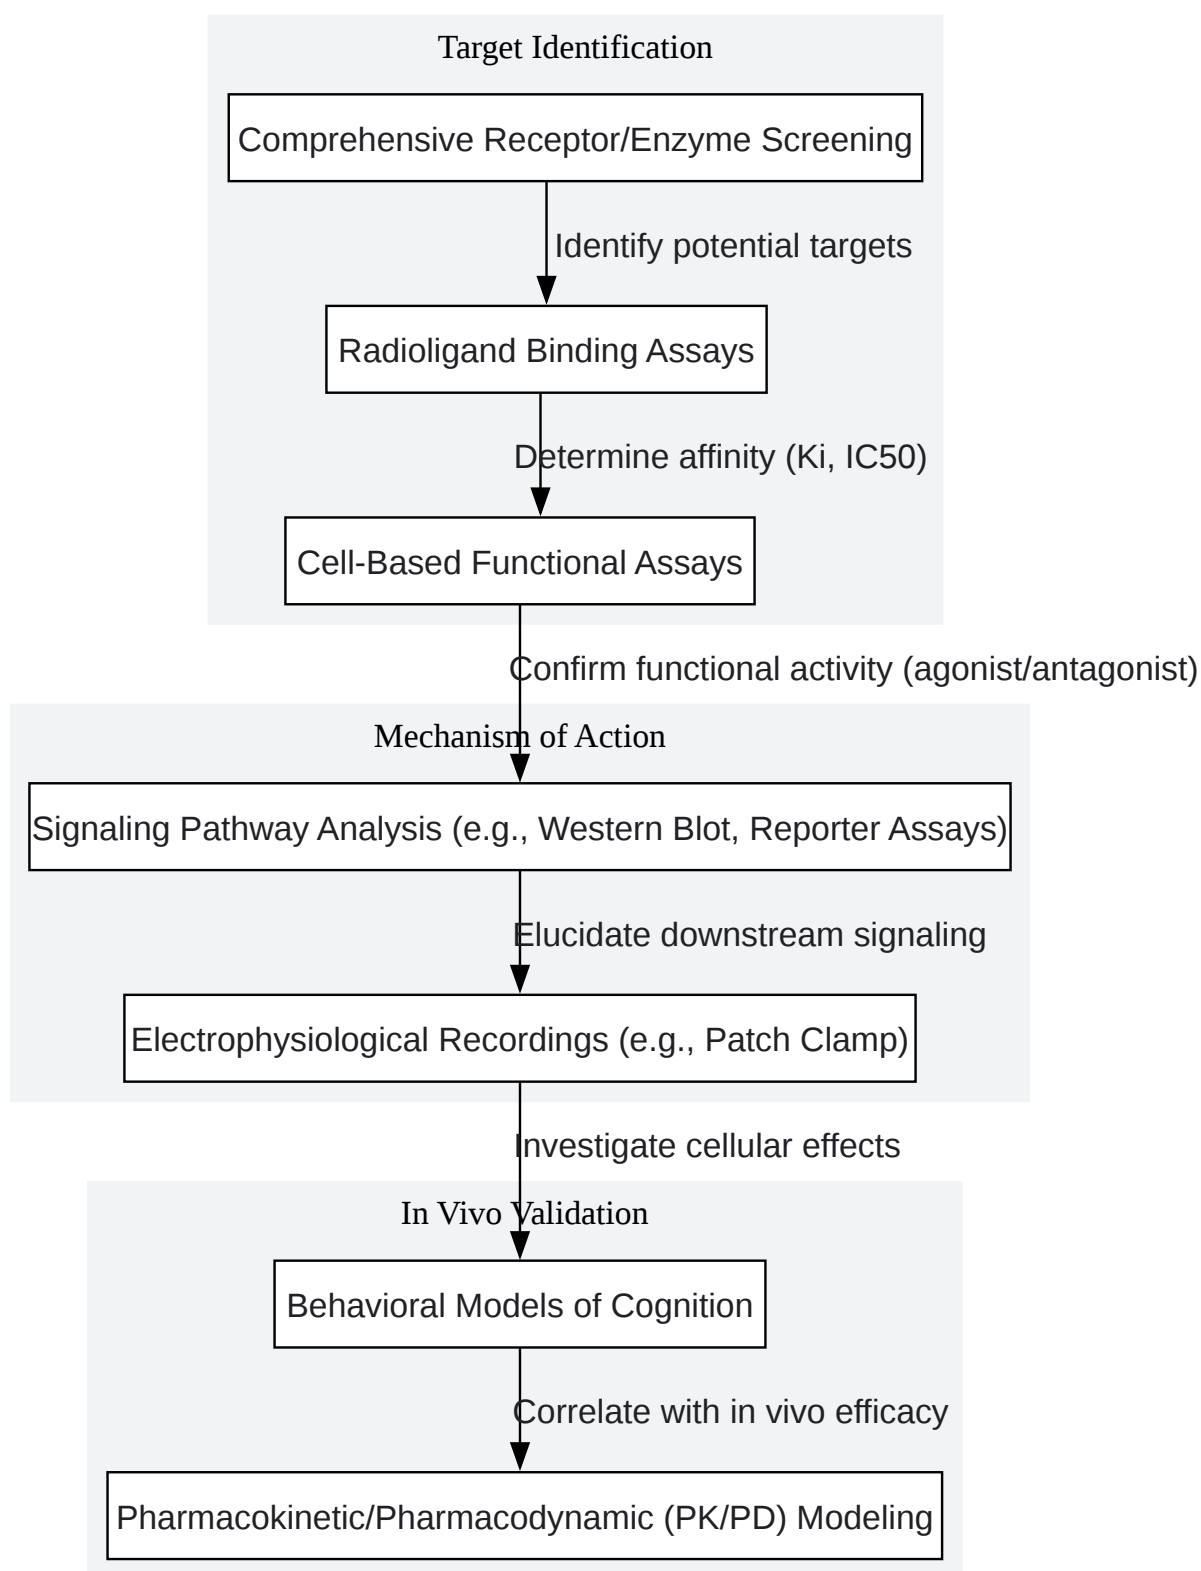 Target Identification
Comprehensive Receptor/Enzyme Screening
Identify potential targets
Radioligand Binding Assays
Determine affinity (Ki, IC50)
Cell-Based Functional Assays
Confirm functional activity (agonist/antagonist)
Mechanism of Action
Signaling Pathway Analysis (e.g., Western Blot, Reporter Assays)
Elucidate downstream signaling
Electrophysiological Recordings (e.g., Patch Clamp)
Investigate cellular effects
In Vivo Validation
Behavioral Models of Cognition
Correlate with in vivo efficacy
Pharmacokinetic/Pharmacodynamic (PK/PD) Modeling